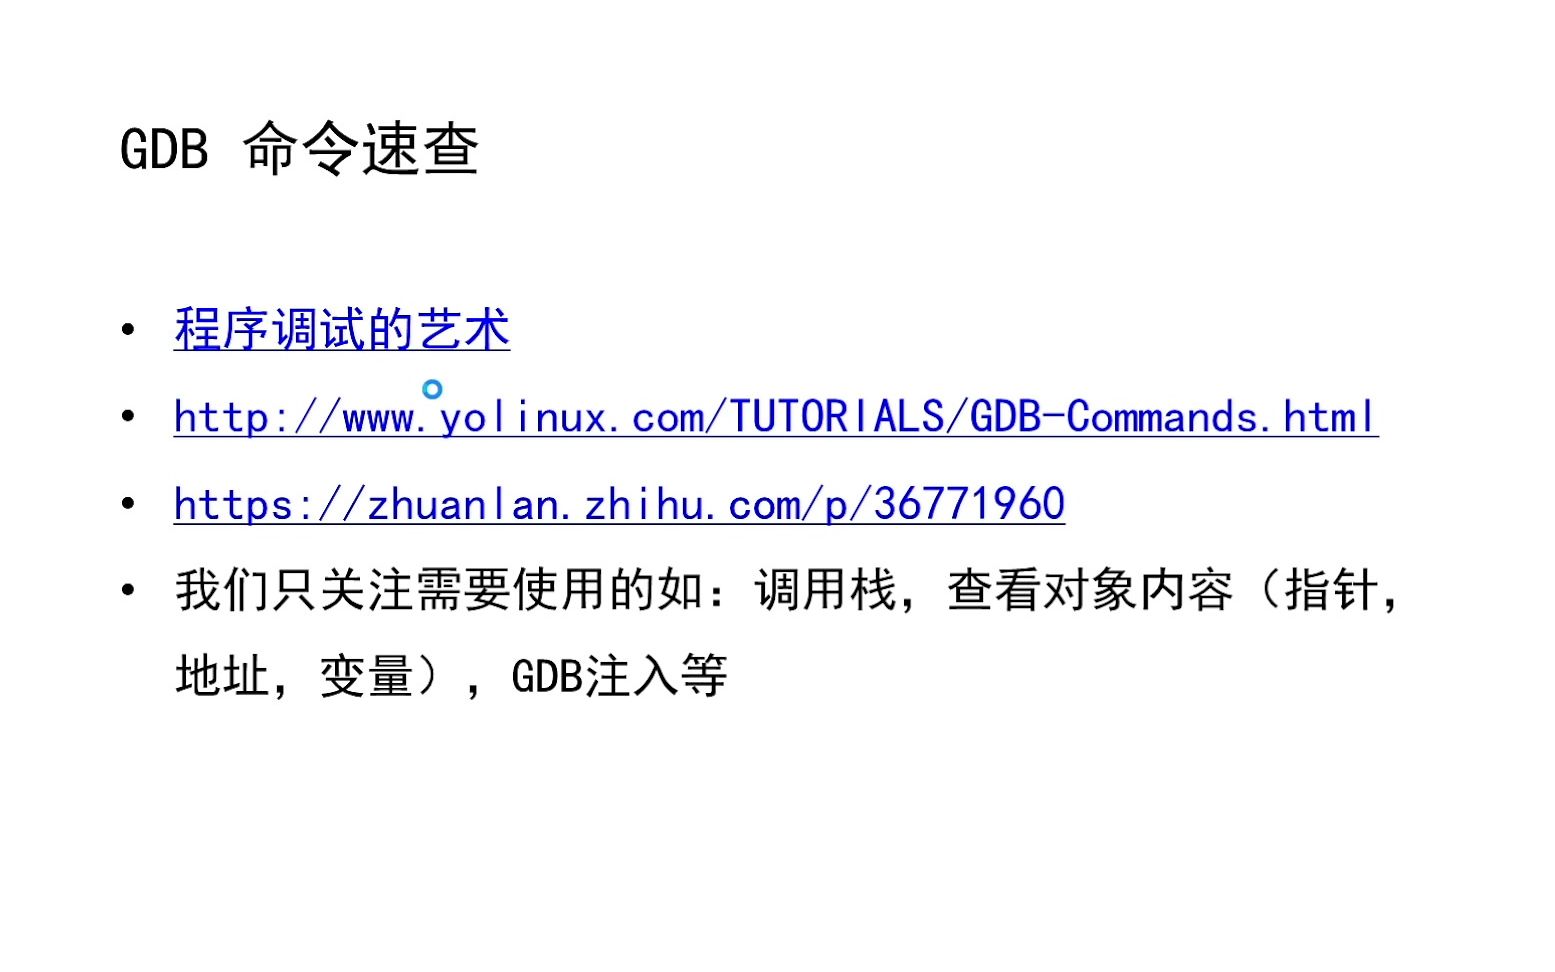 GDB 命令速查
• 程序调试的艺术
• http://www.yolinux.com/TUTORIALS/GDB-Commands.html
• https://zhuanlan.zhihu.com/p/36771960
• 我们只关注需要使用的如：调用栈，查看对象内容（指针，
地址，变量），GDB注入等